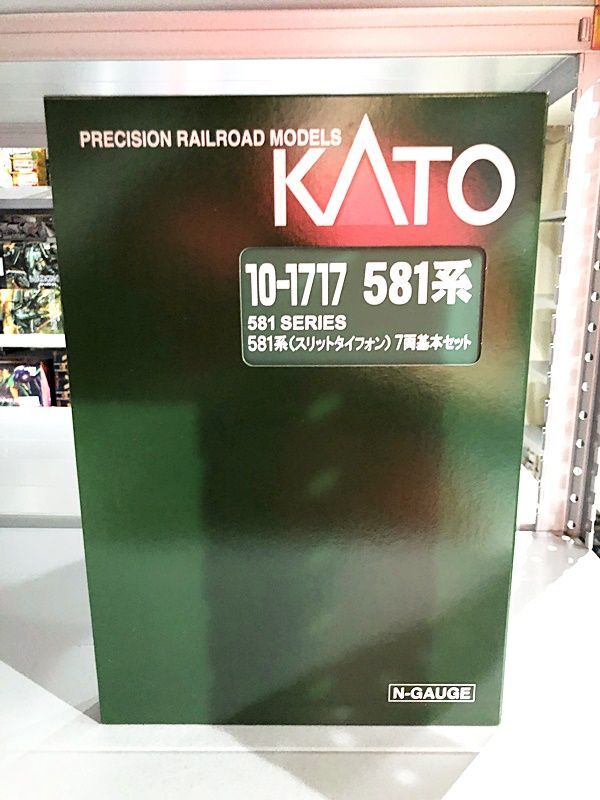 PRECISION RAILROAD MODELS
KATO
10-1717 581系
581 SERIES
581系(スリットタイフォン) 7両基本セット
N-GAUGE